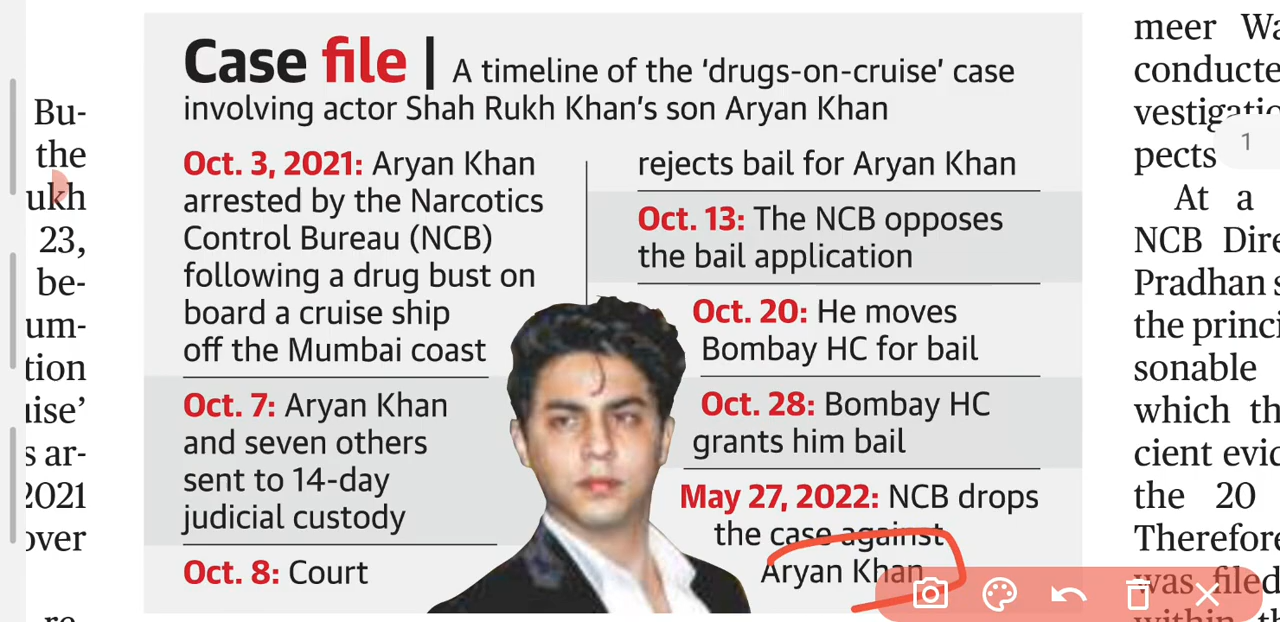 Bu-
the
ukh
23,
be-
um-
tion
uise’
s ar-
2021
over
re-
Case file | A timeline of the ‘drugs-on-cruise’ case
involving actor Shah Rukh Khan’s son Aryan Khan
Oct. 3, 2021: Aryan Khan
arrested by the Narcotics
Control Bureau (NCB)
following a drug bust on
board a cruise ship
off the Mumbai coast
Oct. 7: Aryan Khan
and seven others
sent to 14-day
judicial custody
Oct. 8: Court
rejects bail for Aryan Khan
Oct. 13: The NCB opposes
the bail application
Oct. 20: He moves
Bombay HC for bail
Oct. 28: Bombay HC
grants him bail
May 27, 2022: NCB drops
the case against
Aryan Khan
meer Wa
conducte
vestigatio
pects
1
At a
NCB Dire
Pradhan s
the princi
sonable
which th
cient evid
the 20
Therefore
was filed
within th